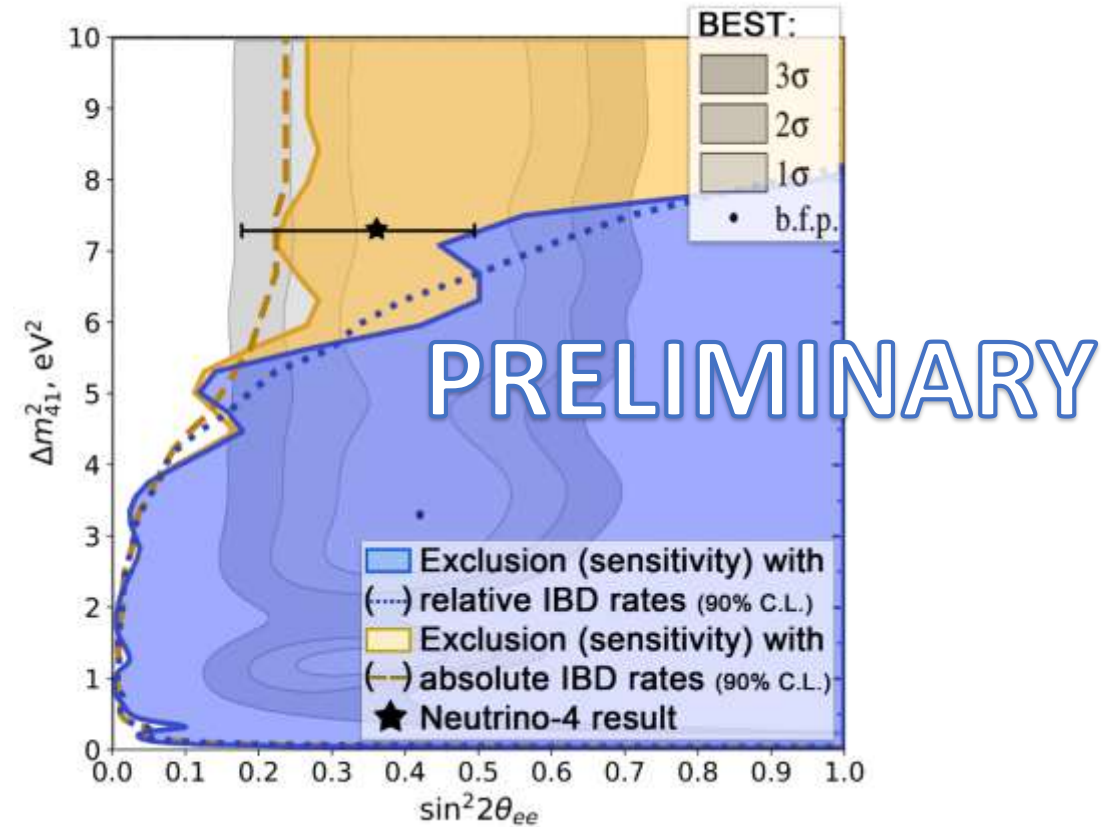 BEST:
3σ
2σ
1σ
b.f.p.
10
9
8
7
6
5
4
3
2
1
0
Δm²₄₁, eV²
PRELIMINARY
Exclusion (sensitivity) with
(--) relative IBD rates (90% C.L.)
Exclusion (sensitivity) with
(--) absolute IBD rates (90% C.L.)
Neutrino-4 result
0.0 0.1 0.2 0.3 0.4 0.5 0.6 0.7 0.8 0.9 1.0
sin²2θₑₑ